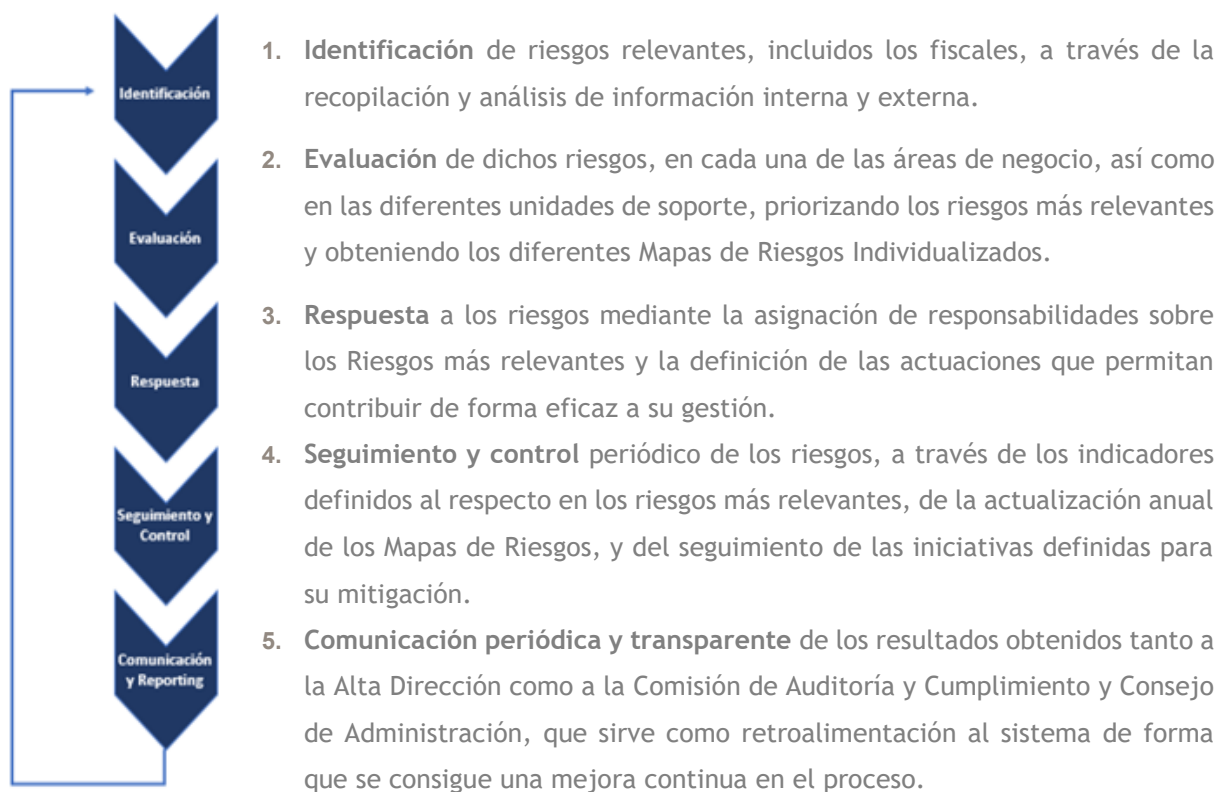 Identificación
Evaluación
Respuesta
Seguimiento y
Control
Comunicación
y Reporting
1. Identificación de riesgos relevantes, incluidos los fiscales, a través de la
recopilación y análisis de información interna y externa.
2. Evaluación de dichos riesgos, en cada una de las áreas de negocio, así como
en las diferentes unidades de soporte, priorizando los riesgos más relevantes
y obteniendo los diferentes Mapas de Riesgos Individualizados.
3. Respuesta a los riesgos mediante la asignación de responsabilidades sobre
los Riesgos más relevantes y la definición de las actuaciones que permitan
contribuir de forma eficaz a su gestión.
4. Seguimiento y control periódico de los riesgos, a través de los indicadores
definidos al respecto en los riesgos más relevantes, de la actualización anual
de los Mapas de Riesgos, y del seguimiento de las iniciativas definidas para
su mitigación.
5. Comunicación periódica y transparente de los resultados obtenidos tanto a
la Alta Dirección como a la Comisión de Auditoría y Cumplimiento y Consejo
de Administración, que sirve como retroalimentación al sistema de forma
que se consigue una mejora continua en el proceso.